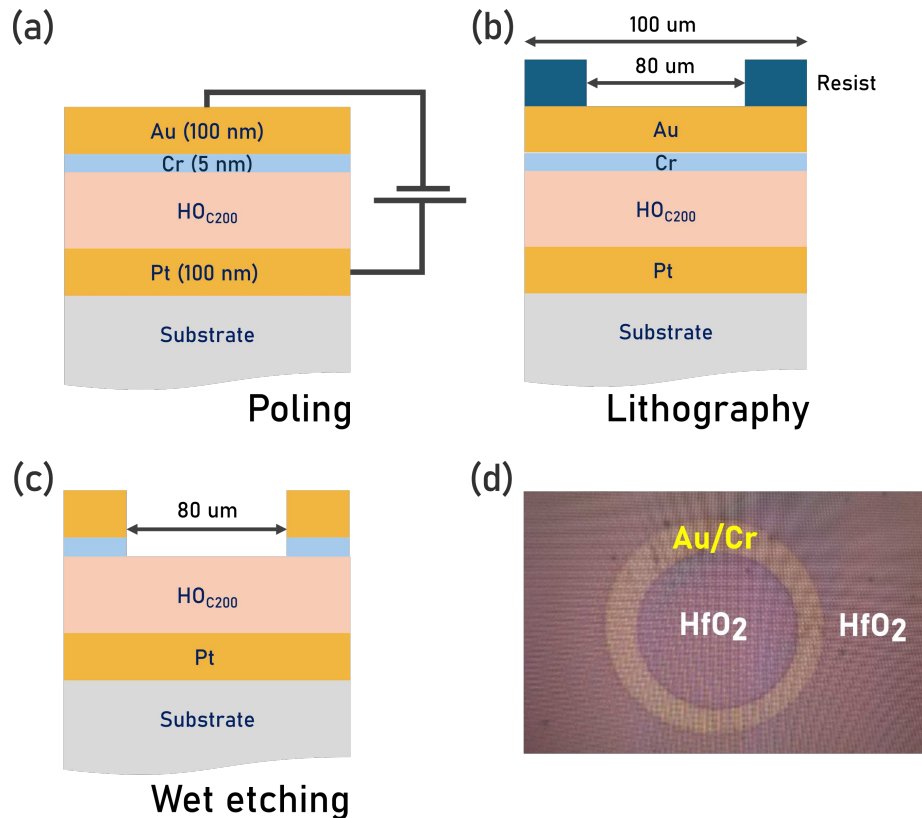 (a)
Au (100 nm)
Cr (5 nm)
HOC200
Pt (100 nm)
Substrate
Poling
(b)
100 um
80 um
Resist
Au
Cr
HOC200
Pt
Substrate
Lithography
(c)
80 um
HOC200
Pt
Substrate
Wet etching
(d)
Au/Cr
HfO2
HfO2